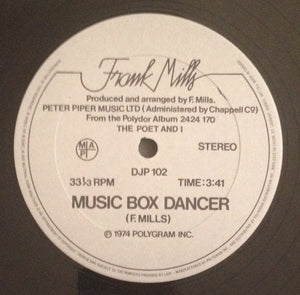 Frank Mills
Produced and arranged by F. Mills.
PETER PIPER MUSIC LTD (Administered by Chappell Co)
From the Polydor Album 2424 170
THE POET AND I
MAPL
STEREO
DJP 102
33⅓ RPM
TIME: 3:41
MUSIC BOX DANCER
(F. MILLS)
℗ 1974 POLYGRAM INC.